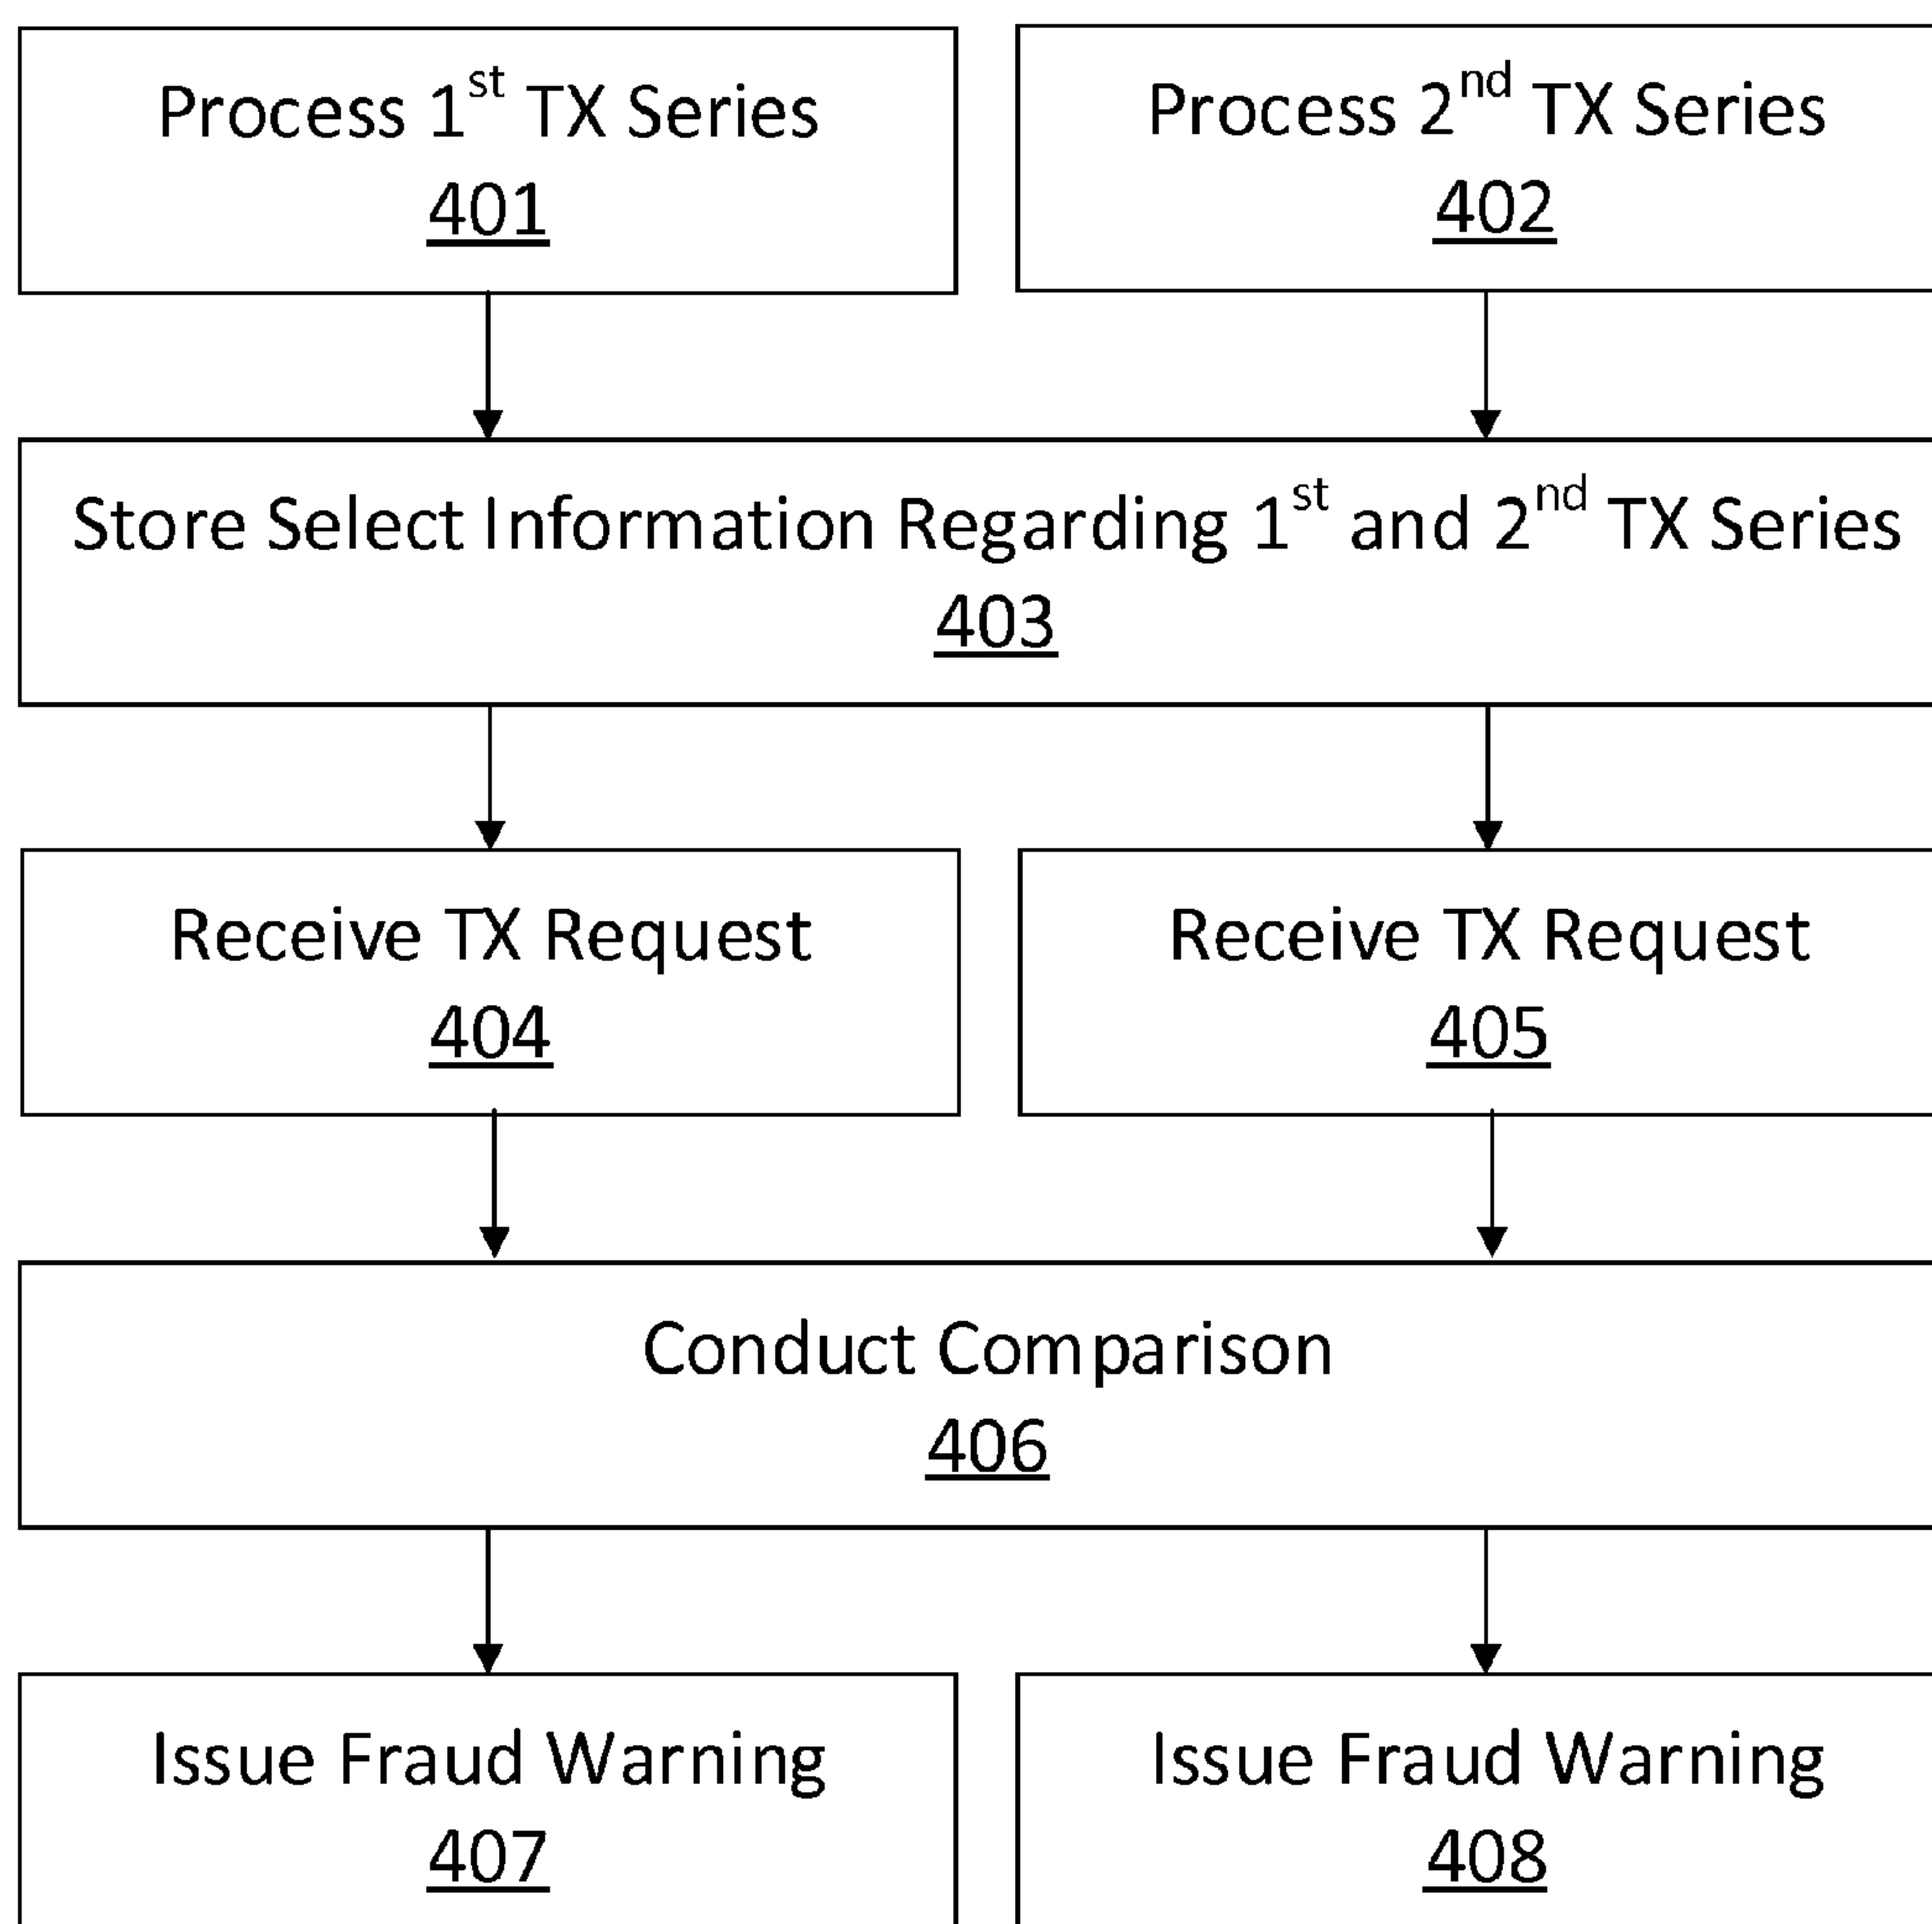 Process 1st TX Series
401
Process 2nd TX Series
402
Store Select Information Regarding 1st and 2nd TX Series
403
Receive TX Request
404
Receive TX Request
405
Conduct Comparison
406
Issue Fraud Warning
407
Issue Fraud Warning
408